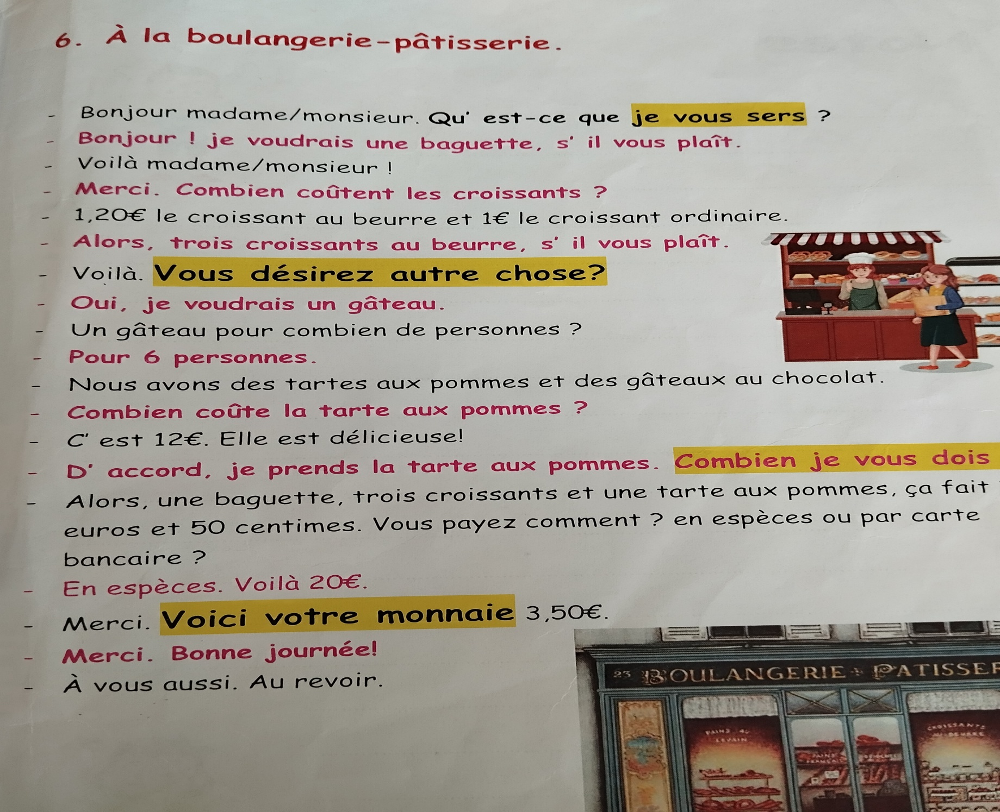 6. À la boulangerie-pâtisserie.
- Bonjour madame/monsieur. Qu' est-ce que je vous sers ?
- Bonjour ! je voudrais une baguette, s' il vous plaît.
- Voilà madame/monsieur !
- Merci. Combien coûtent les croissants ?
- 1,20€ le croissant au beurre et 1€ le croissant ordinaire.
- Alors, trois croissants au beurre, s' il vous plaît.
- Voilà. Vous désirez autre chose?
- Oui, je voudrais un gâteau.
- Un gâteau pour combien de personnes ?
- Pour 6 personnes.
- Nous avons des tartes aux pommes et des gâteaux au chocolat.
- Combien coûte la tarte aux pommes ?
- C' est 12€. Elle est délicieuse!
- D' accord, je prends la tarte aux pommes. Combien je vous dois
- Alors, une baguette, trois croissants et une tarte aux pommes, ça fait
euros et 50 centimes. Vous payez comment ? en espèces ou par carte
bancaire ?
- En espèces. Voilà 20€.
- Merci. Voici votre monnaie 3,50€.
- Merci. Bonne journée!
- À vous aussi. Au revoir.
23 BOULANGERIE PATISSER
PAINS AU
LEVAIN
CROISSANTS
AU BEURRE